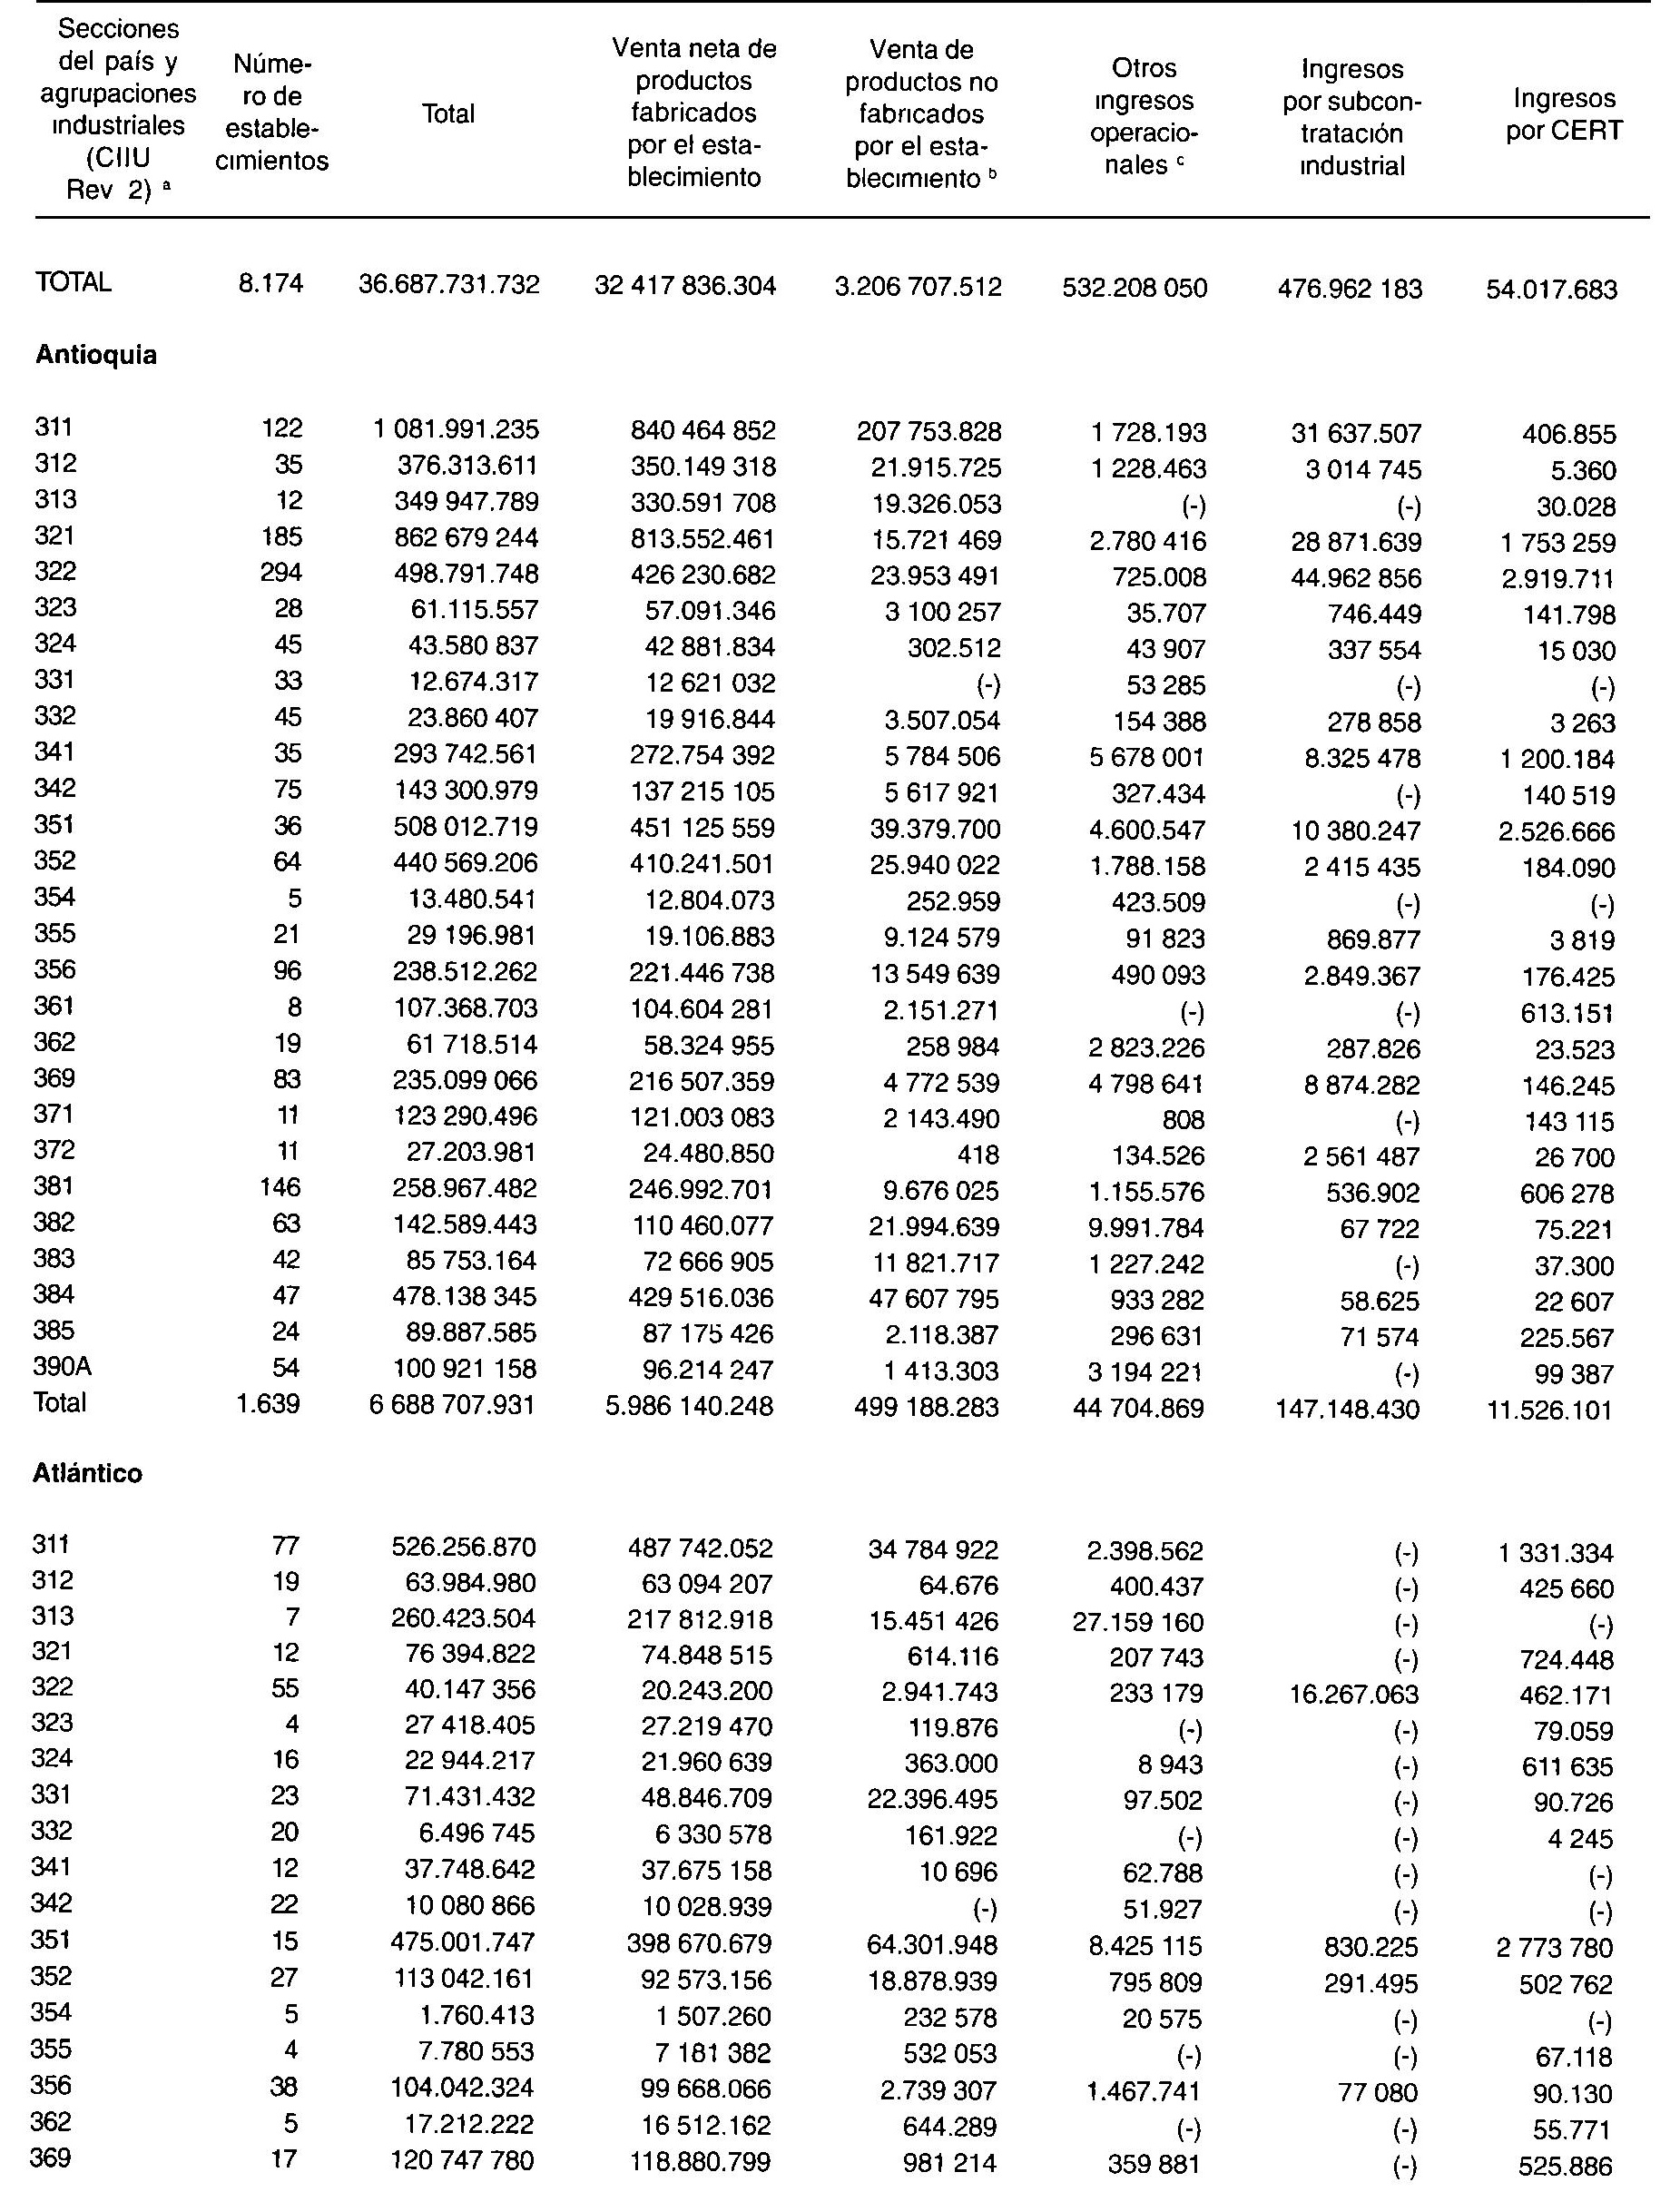 Secciones del país y agrupaciones industriales (CIIU Rev 2) a	Núme- ro de estable- cimientos	Total	Venta neta de productos fabricados por el esta- blecimiento	Venta de productos no fabricados por el esta- blecimiento b	Otros ingresos operacio- nales c	Ingresos por subcon- tratación industrial	Ingresos por CERT
TOTAL	8.174	36.687.731.732	32 417 836.304	3.206 707.512	532.208 050	476.962 183	54.017.683
Antioquia
311	122	1 081.991.235	840 464 852	207 753.828	1 728.193	31 637.507	406.855
312	35	376.313.611	350.149 318	21.915.725	1 228.463	3 014 745	5.360
313	12	349 947.789	330.591 708	19.326.053	(-)	(-)	30.028
321	185	862 679 244	813.552.461	15.721 469	2.780 416	28 871.639	1 753 259
322	294	498.791.748	426 230.682	23.953 491	725.008	44.962 856	2.919.711
323	28	61.115.557	57.091.346	3 100 257	35.707	746.449	141.798
324	45	43.580 837	42 881.834	302.512	43 907	337 554	15 030
331	33	12.674.317	12 621 032	(-)	53 285	(-)	(-)
332	45	23.860 407	19 916.844	3.507.054	154 388	278 858	3 263
341	35	293 742.561	272.754 392	5 784 506	5 678 001	8.325 478	1 200.184
342	75	143 300.979	137 215 105	5 617 921	327.434	(-)	140 519
351	36	508 012.719	451 125 559	39.379.700	4.600.547	10 380.247	2.526.666
352	64	440 569.206	410.241.501	25.940 022	1.788.158	2 415 435	184.090
354	5	13.480.541	12.804.073	252.959	423.509	(-)	(-)
355	21	29 196.981	19.106.883	9.124 579	91 823	869.877	3 819
356	96	238.512.262	221.446 738	13 549 639	490 093	2.849.367	176.425
361	8	107.368.703	104.604 281	2.151.271	(-)	(-)	613.151
362	19	61 718.514	58.324 955	258 984	2 823.226	287.826	23.523
369	83	235.099 066	216 507.359	4 772 539	4 798 641	8 874.282	146.245
371	11	123 290.496	121.003 083	2 143.490	808	(-)	143 115
372	11	27.203.981	24.480.850	418	134.526	2 561 487	26 700
381	146	258.967.482	246.992.701	9.676 025	1.155.576	536.902	606 278
382	63	142.589.443	110 460.077	21.994.639	9.991.784	67 722	75.221
383	42	85 753.164	72 666 905	11 821.717	1 227.242	(-)	37.300
384	47	478.138 345	429 516.036	47 607 795	933 282	58.625	22 607
385	24	89.887.585	87 175 426	2.118.387	296 631	71 574	225.567
390A	54	100 921 158	96.214 247	1 413.303	3 194 221	(-)	99 387
Total	1.639	6 688 707.931	5.986 140.248	499 188.283	44 704.869	147.148.430	11.526.101
Atlántico
311	77	526.256.870	487 742.052	34 784 922	2.398.562	(-)	1 331.334
312	19	63.984.980	63 094 207	64.676	400.437	(-)	425 660
313	7	260.423.504	217 812.918	15.451 426	27.159 160	(-)	(-)
321	12	76 394.822	74.848 515	614.116	207 743	(-)	724.448
322	55	40.147 356	20.243.200	2.941.743	233 179	16.267.063	462.171
323	4	27 418.405	27.219 470	119.876	(-)	(-)	79.059
324	16	22 944.217	21.960 639	363.000	8 943	(-)	611 635
331	23	71.431.432	48.846.709	22.396.495	97.502	(-)	90.726
332	20	6.496 745	6 330 578	161.922	(-)	(-)	4 245
341	12	37.748.642	37.675 158	10 696	62.788	(-)	(-)
342	22	10 080 866	10 028.939	(-)	51.927	(-)	(-)
351	15	475.001.747	398 670.679	64.301.948	8.425 115	830.225	2 773 780
352	27	113 042.161	92 573.156	18.878.939	795 809	291.495	502 762
354	5	1.760.413	1 507.260	232 578	20 575	(-)	(-)
355	4	7.780 553	7 181 382	532 053	(-)	(-)	67.118
356	38	104.042.324	99 668.066	2.739 307	1.467.741	77 080	90.130
362	5	17.212.222	16 512.162	644.289	(-)	(-)	55.771
369	17	120 747 780	118.880.799	981 214	359 881	(-)	525.886